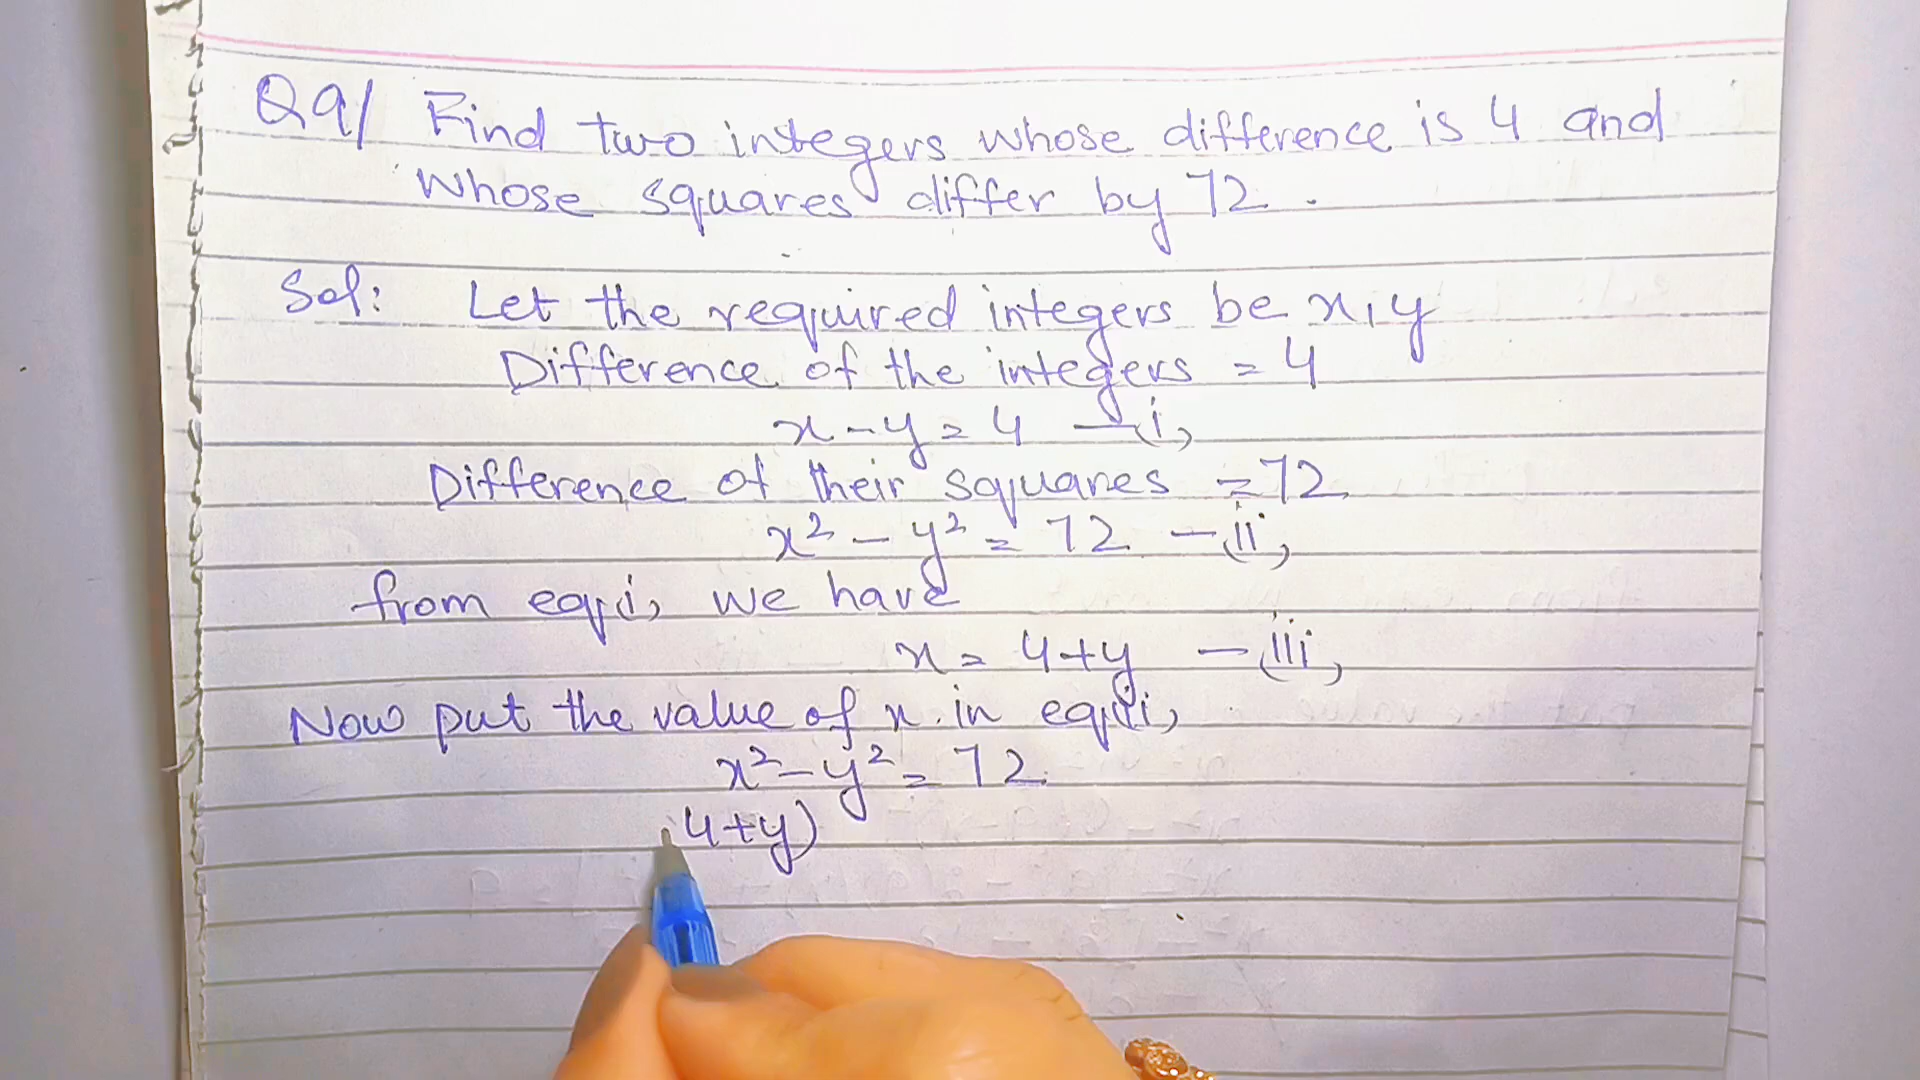 Q9/ Find two integers whose difference is 4 and
whose squares differ by 72.
Sol: Let the required integers be x, y
Difference of the integers = 4
x - y = 4 —(i)
Difference of their squares = 72
x² - y² = 72 —(ii)
from eq(i) we have
x = 4+y —(iii)
Now put the value of x in eq(ii)
x² - y² = 72
4+y)